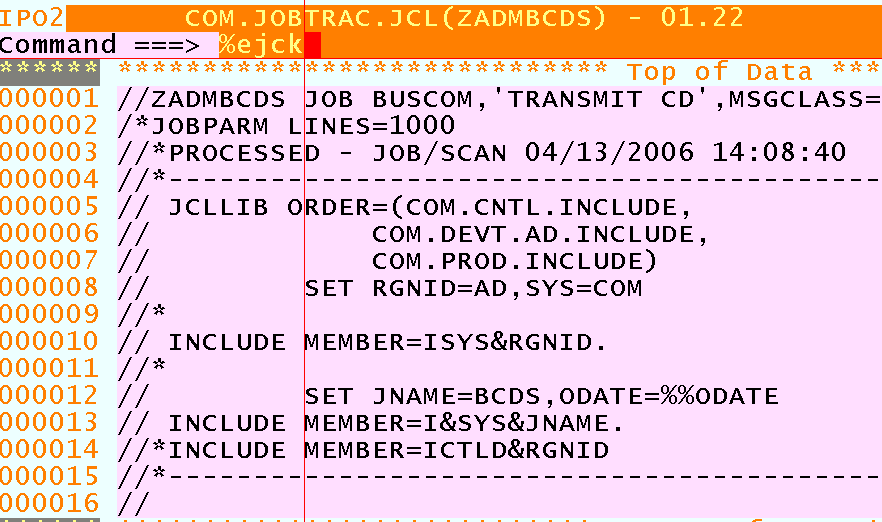 IPO2 COM.JOBTRAC.JCL(ZADMBCDS) - 01.22
Command ===> %ejck
****** ***************************** Top of Data ***
000001 //ZADMBCDS JOB BUSCOM,'TRANSMIT CD',MSGCLASS=
000002 /*JOBPARM LINES=1000
000003 //*PROCESSED - JOB/SCAN 04/13/2006 14:08:40
000004 //*------------------------------------------
000005 // JCLLIB ORDER=(COM.CNTL.INCLUDE,
000006 //             COM.DEVT.AD.INCLUDE,
000007 //             COM.PROD.INCLUDE)
000008 //         SET RGNID=AD,SYS=COM
000009 //*
000010 // INCLUDE MEMBER=ISYS&RGNID.
000011 //*
000012 //         SET JNAME=BCDS,ODATE=%%ODATE
000013 // INCLUDE MEMBER=I&SYS&JNAME.
000014 //*INCLUDE MEMBER=ICTLD&RGNID
000015 //*------------------------------------------
000016 //